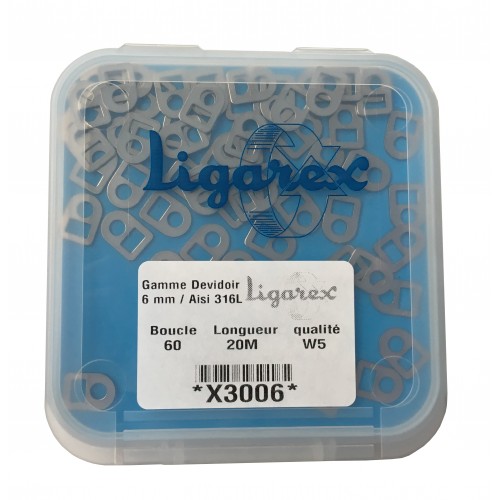 Ligarex
Gamme Devidoir
6 mm / Aisi 316L Ligarex
Boucle Longueur qualité
60 20M W5
*X3006*